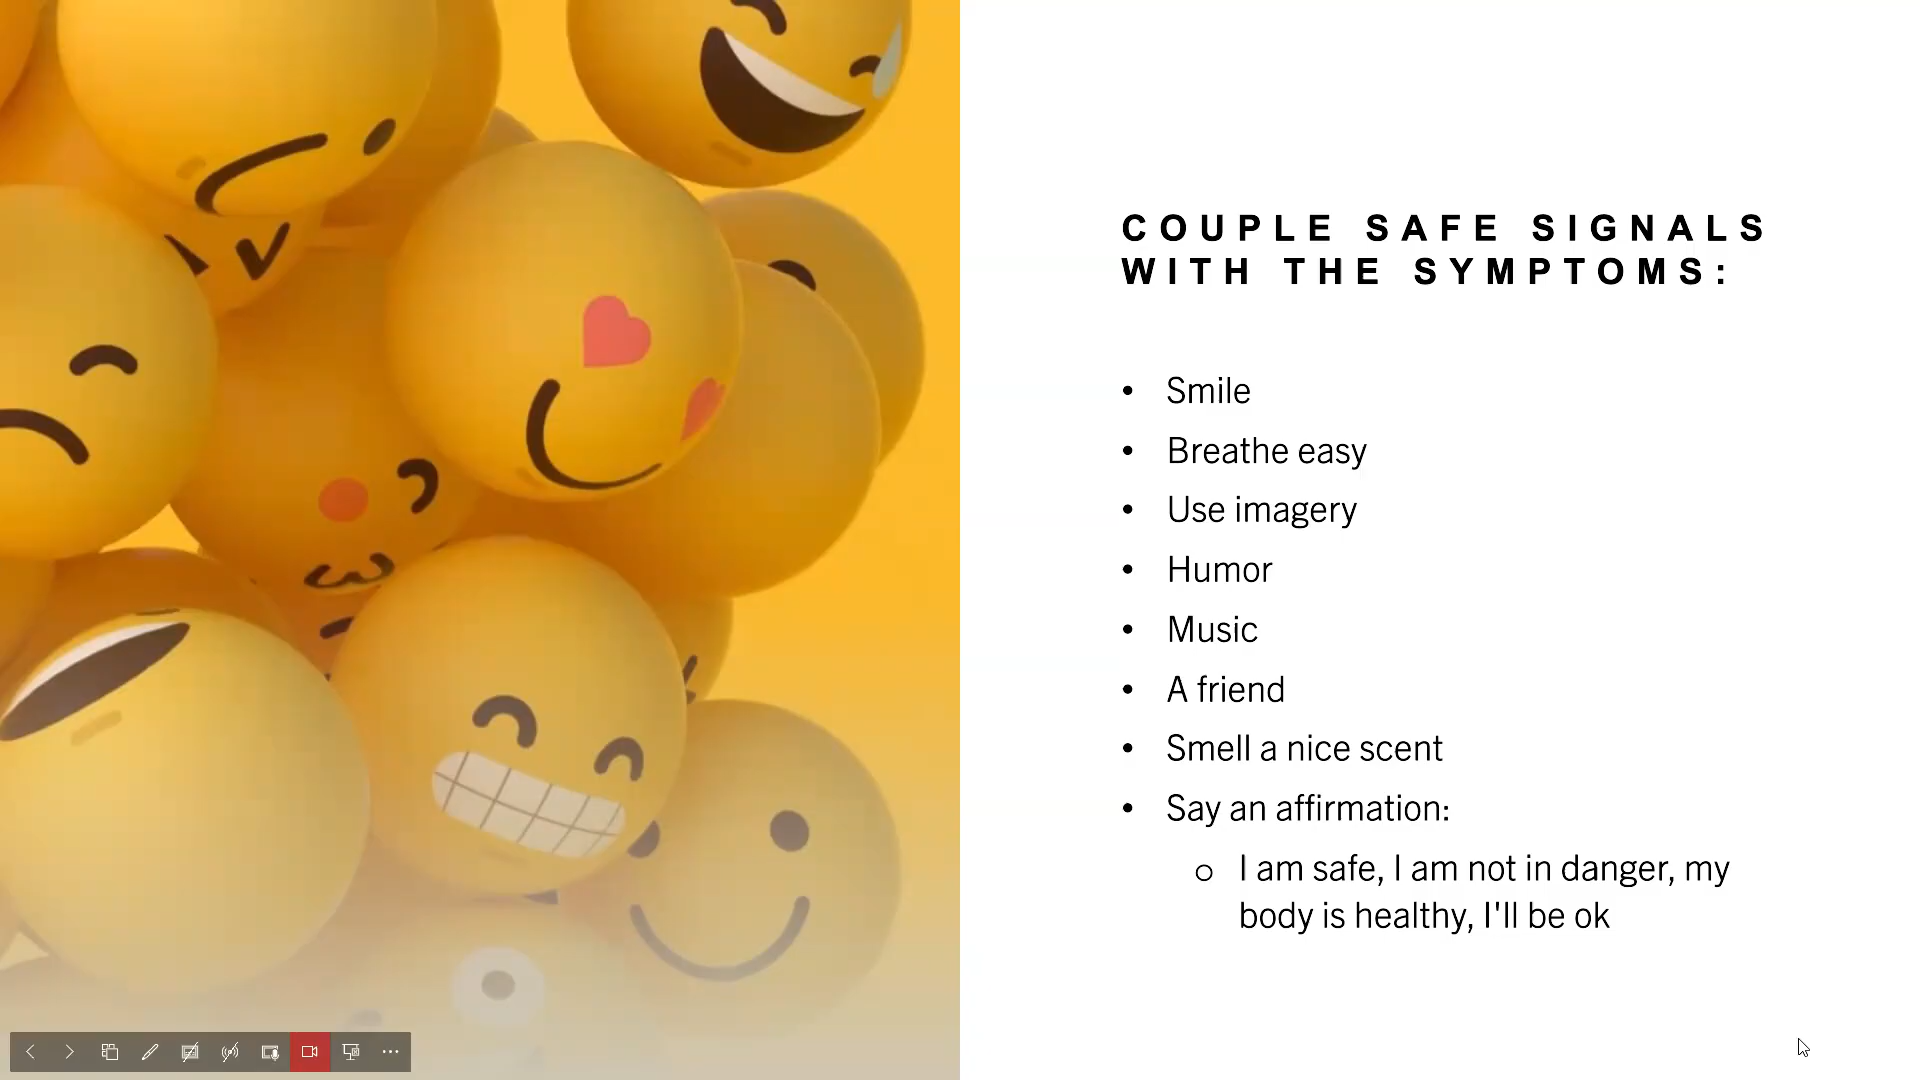 COUPLE SAFE SIGNALS
WITH THE SYMPTOMS:
• Smile
• Breathe easy
• Use imagery
• Humor
• Music
• A friend
• Smell a nice scent
• Say an affirmation:
o I am safe, I am not in danger, my
body is healthy, I'll be ok